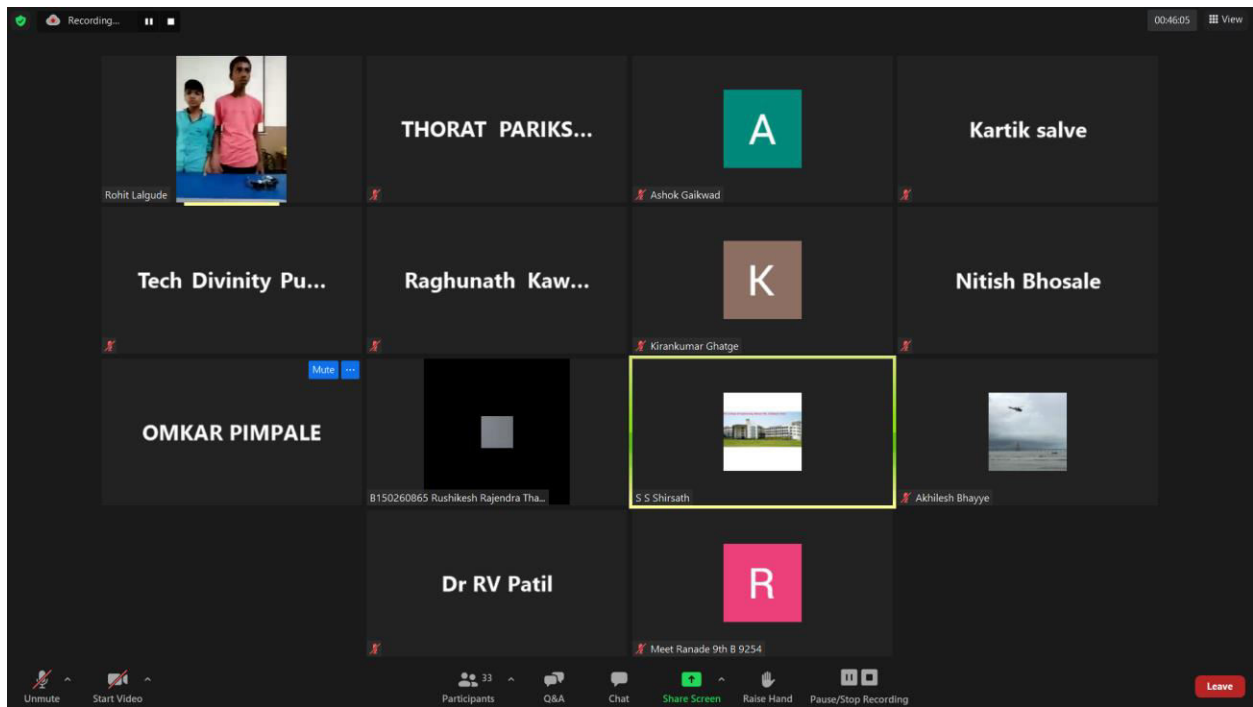 Recording...
00:46:05
View
Rohit Lalgude
THORAT PARIKS...
A
Ashok Gaikwad
Kartik salve
Tech Divinity Pu...
Raghunath Kaw...
K
Kirankumar Ghatge
Nitish Bhosale
Mute
OMKAR PIMPALE
B150260865 Rushikesh Rajendra Tha...
S S Shirsath
Akhilesh Bhayye
Dr RV Patil
R
Meet Ranade 9th B 9254
Unmute
Start Video
33
Participants
Q&A
Chat
Share Screen
Raise Hand
Pause/Stop Recording
Leave